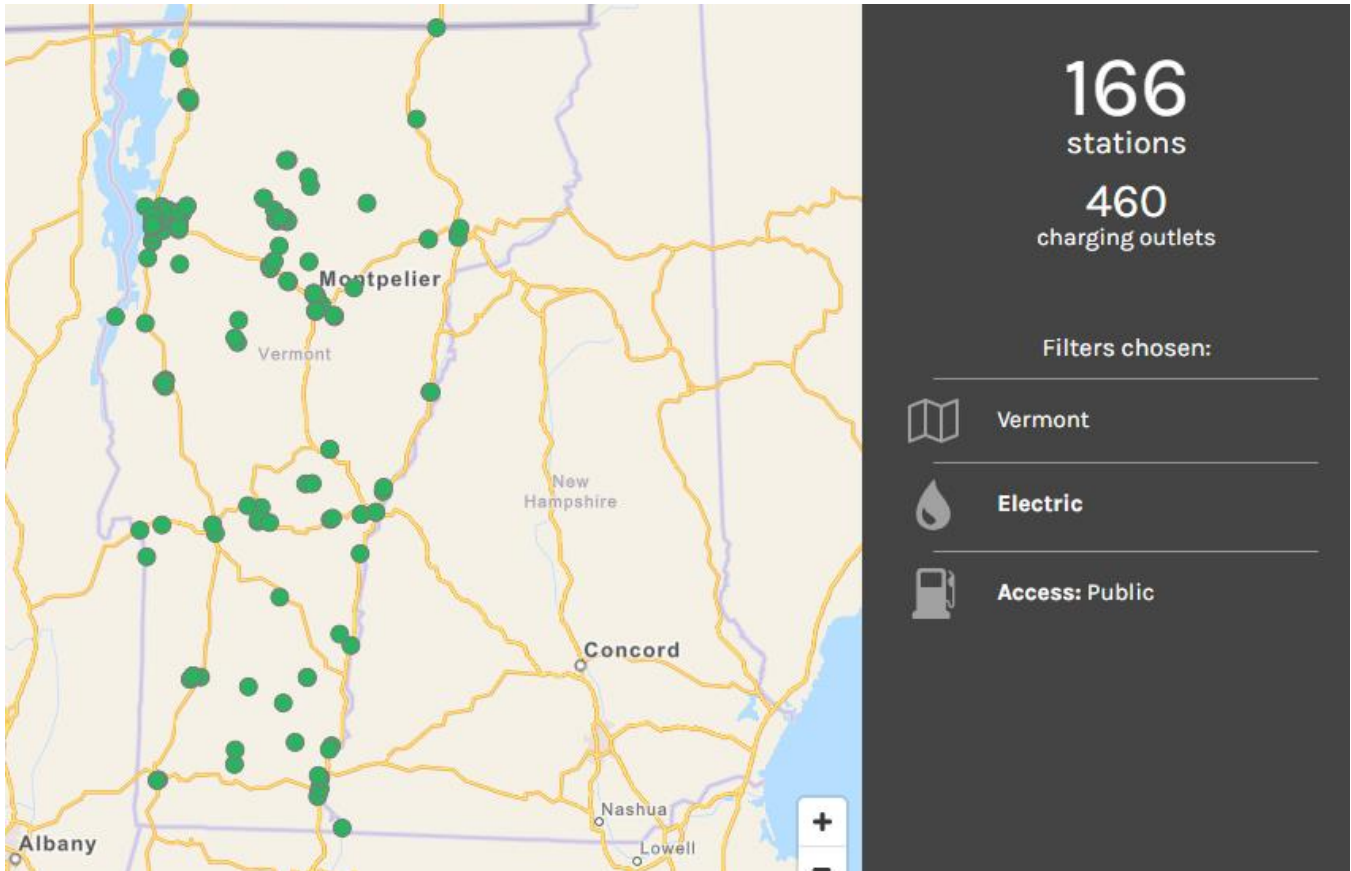 Montpelier
Vermont
New
Hampshire
Concord
Nashua
Lowell
Albany
+
166
stations
460
charging outlets
Filters chosen:
Vermont
Electric
Access: Public